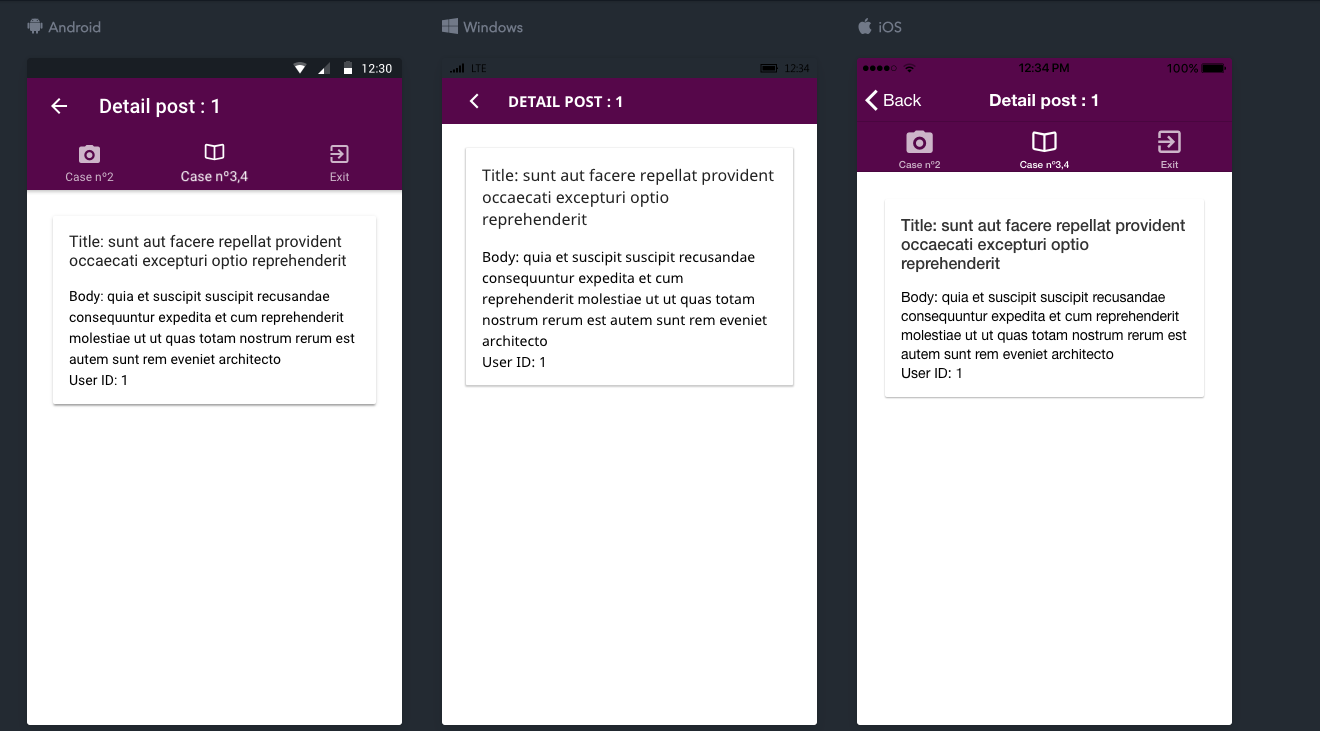 Android
12:30
Detail post : 1
Case nº2
Case nº3,4
Exit
Title: sunt aut facere repellat provident
occaecati excepturi optio reprehenderit
Body: quia et suscipit suscipit recusandae
consequuntur expedita et cum reprehenderit
molestiae ut ut quas totam nostrum rerum est
autem sunt rem eveniet architecto
User ID: 1
Windows
LTE
12:34
DETAIL POST : 1
Title: sunt aut facere repellat provident
occaecati excepturi optio
reprehenderit
Body: quia et suscipit suscipit recusandae
consequuntur expedita et cum
reprehenderit molestiae ut ut quas totam
nostrum rerum est autem sunt rem eveniet
architecto
User ID: 1
iOS
12:34 PM
100%
Back
Detail post : 1
Case nº2
Case nº3,4
Exit
Title: sunt aut facere repellat provident
occaecati excepturi optio
reprehenderit
Body: quia et suscipit suscipit recusandae
consequuntur expedita et cum reprehenderit
molestiae ut ut quas totam nostrum rerum est
autem sunt rem eveniet architecto
User ID: 1